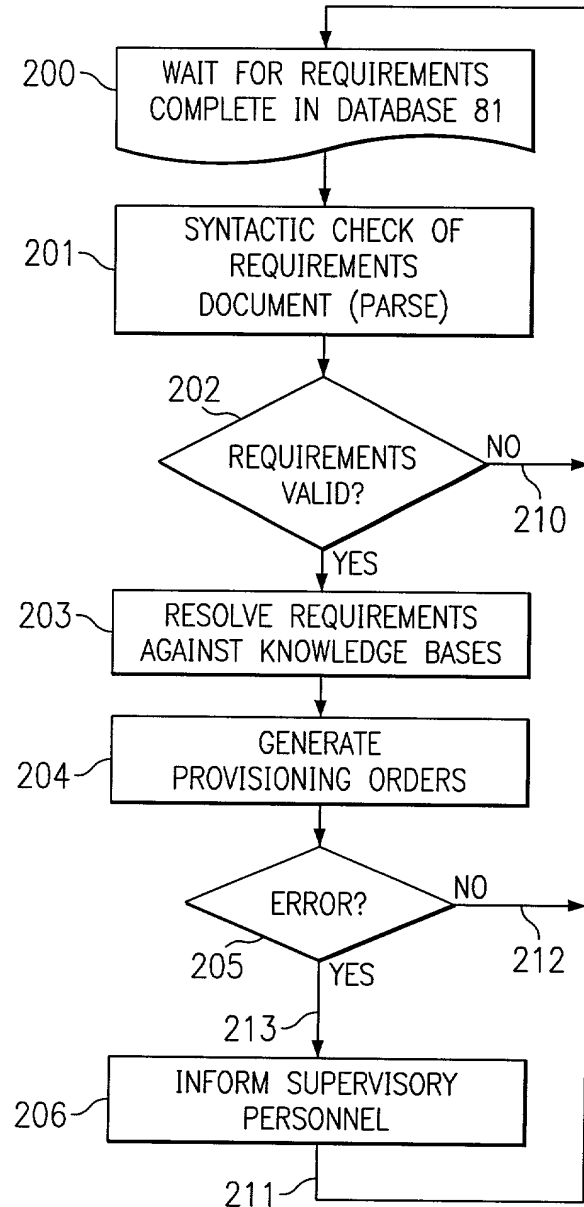 200
WAIT FOR REQUIREMENTS
COMPLETE IN DATABASE 81
201
SYNTACTIC CHECK OF
REQUIREMENTS
DOCUMENT (PARSE)
202
REQUIREMENTS
VALID?
NO
210
YES
203
RESOLVE REQUIREMENTS
AGAINST KNOWLEDGE BASES
204
GENERATE
PROVISIONING ORDERS
ERROR?
NO
205
212
YES
213
206
INFORM SUPERVISORY
PERSONNEL
211